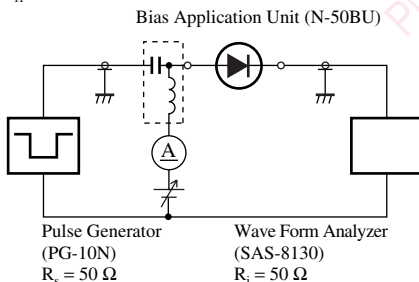 Bias Application Unit (N-50BU)
A
Pulse Generator
(PG-10N)
Rs = 50 Ω
Wave Form Analyzer
(SAS-8130)
Ri = 50 Ω